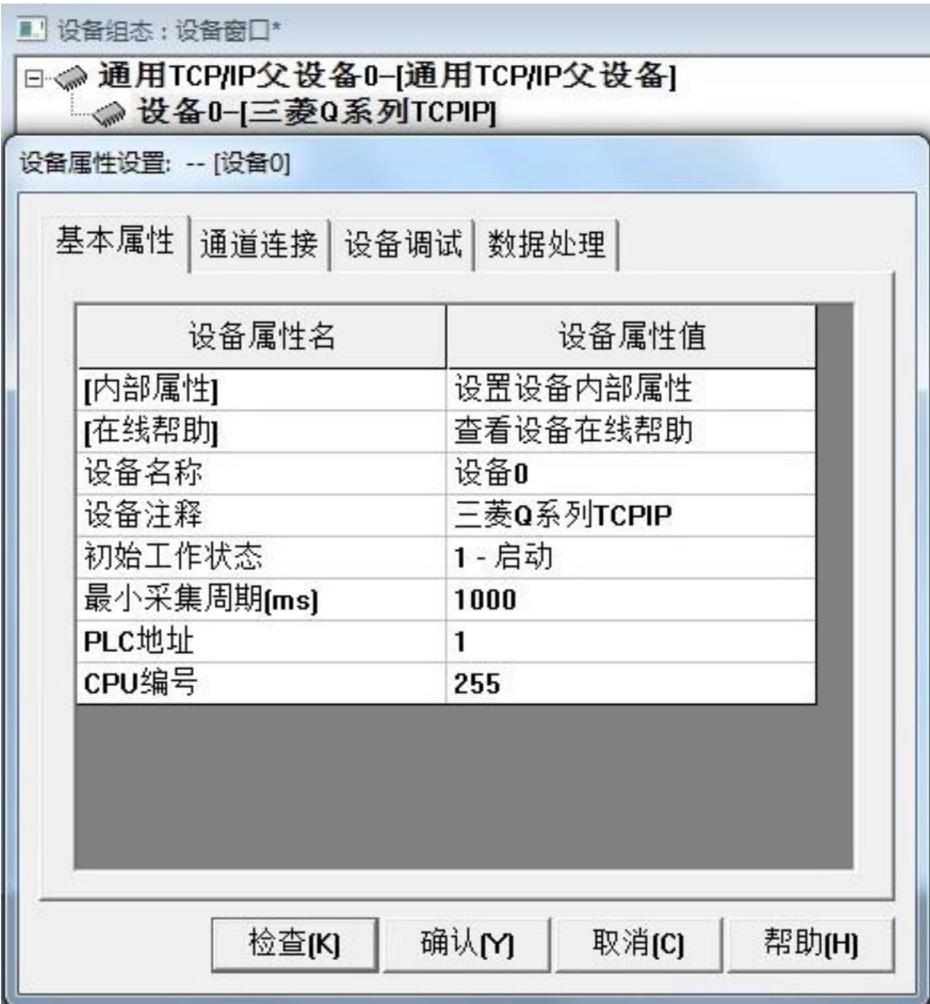 设备组态：设备窗口*
通用TCP/IP父设备0-[通用TCP/IP父设备]
设备0-[三菱Q系列TCPIP]
设备属性设置: -- [设备0]
基本属性 通道连接 设备调试 数据处理
设备属性名 设备属性值
[内部属性] 设置设备内部属性
[在线帮助] 查看设备在线帮助
设备名称 设备0
设备注释 三菱Q系列TCPIP
初始工作状态 1 - 启动
最小采集周期(ms) 1000
PLC地址 1
CPU编号 255
检查(K) 确认(Y) 取消(C) 帮助(H)